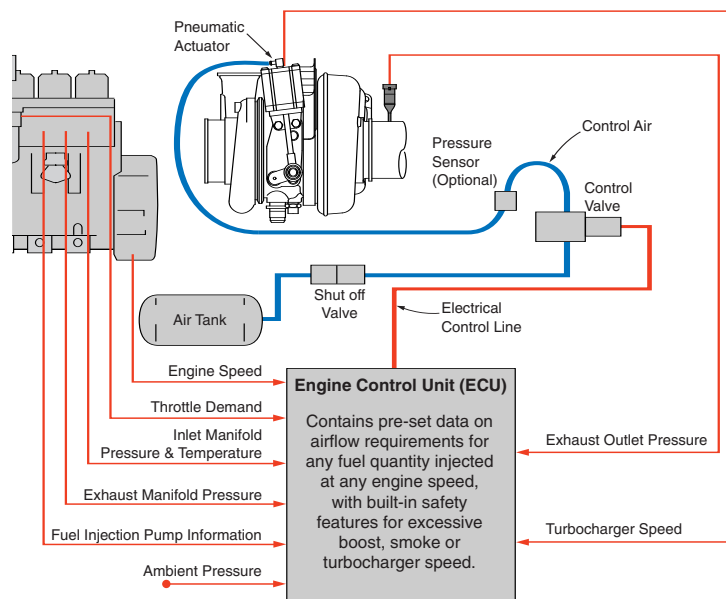 Pneumatic
Actuator
Control Air
Pressure
Sensor
(Optional)
Control
Valve
Shut off
Valve
Air Tank
Electrical
Control Line
Engine Speed
Throttle Demand
Inlet Manifold
Pressure & Temperature
Exhaust Manifold Pressure
Fuel Injection Pump Information
Ambient Pressure
Engine Control Unit (ECU)
Contains pre-set data on
airflow requirements for
any fuel quantity injected
at any engine speed,
with built-in safety
features for excessive
boost, smoke or
turbocharger speed.
Exhaust Outlet Pressure
Turbocharger Speed